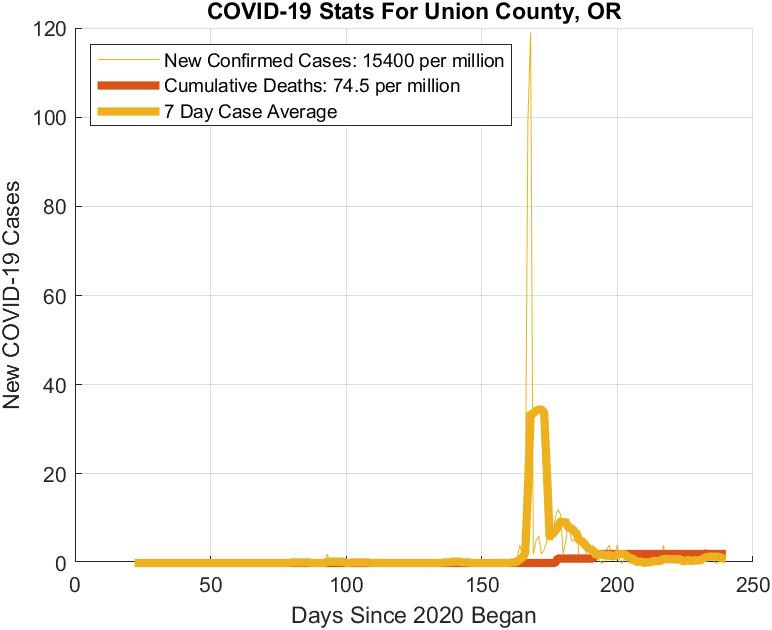 COVID-19 Stats For Union County, OR
120
100
80
60
40
20
0
New COVID-19 Cases
New Confirmed Cases: 15400 per million
Cumulative Deaths: 74.5 per million
7 Day Case Average
0 50 100 150 200 250
Days Since 2020 Began